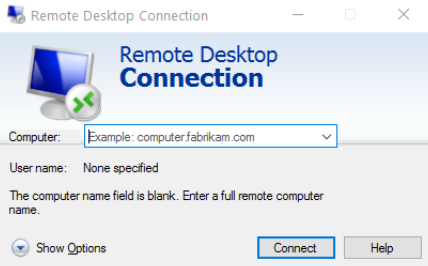 Remote Desktop Connection
Remote Desktop
Connection
Computer:
Example: computer.fabrikam.com
User name:
None specified
The computer name field is blank. Enter a full remote computer
name.
Show Options
Connect
Help